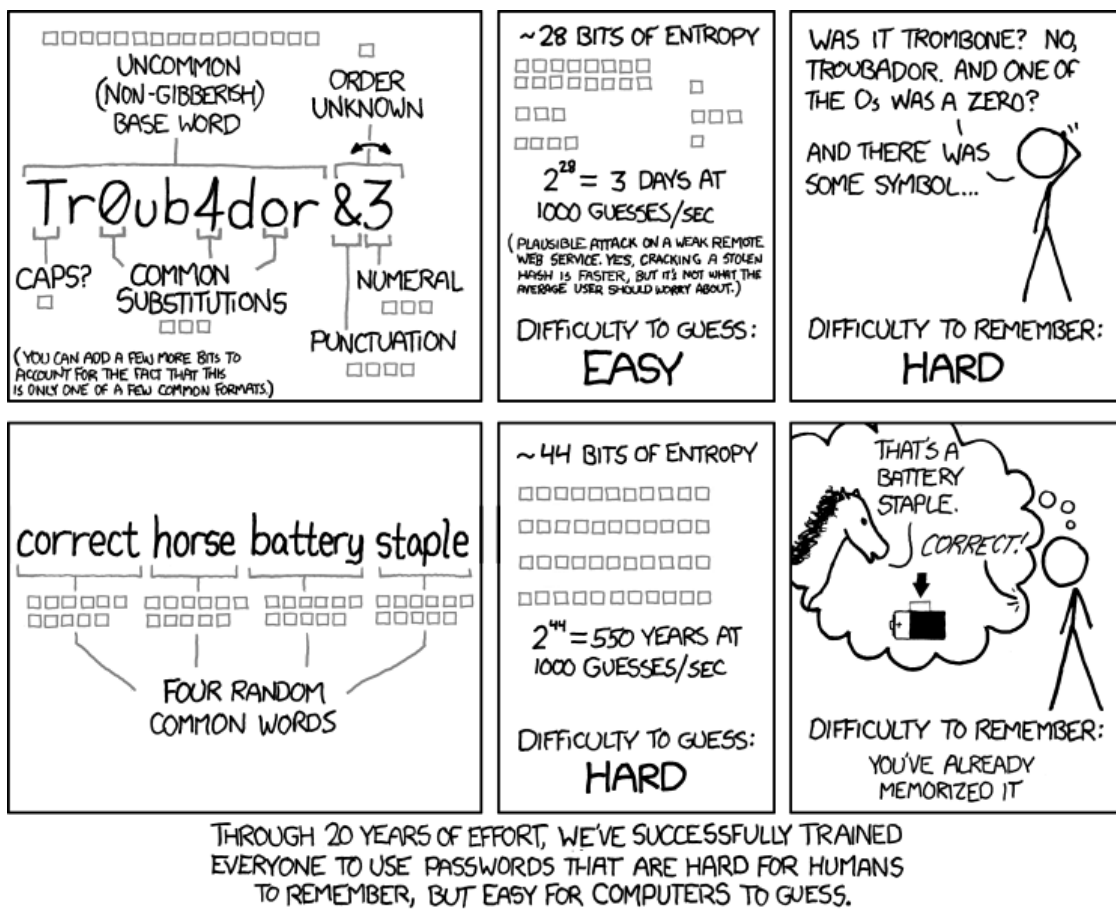 UNCOMMON
(NON-GIBBERISH)
BASE WORD
ORDER
UNKNOWN
Tr0ub4dor &3
CAPS?
COMMON
SUBSTITUTIONS
NUMERAL
PUNCTUATION
(YOU CAN ADD A FEW MORE BITS TO
ACCOUNT FOR THE FACT THAT THIS
IS ONLY ONE OF A FEW COMMON FORMATS.)
~28 BITS OF ENTROPY
2^28 = 3 DAYS AT
1000 GUESSES/SEC
(PLAUSIBLE ATTACK ON A WEAK REMOTE
WEB SERVICE. YES, CRACKING A STOLEN
HASH IS FASTER, BUT IT'S NOT WHAT THE
AVERAGE USER SHOULD WORRY ABOUT.)
DIFFICULTY TO GUESS:
EASY
WAS IT TROMBONE? NO,
TROUBADOR. AND ONE OF
THE Os WAS A ZERO?
AND THERE WAS
SOME SYMBOL...
DIFFICULTY TO REMEMBER:
HARD
correct horse battery staple
FOUR RANDOM
COMMON WORDS
~44 BITS OF ENTROPY
2^44 = 550 YEARS AT
1000 GUESSES/SEC
DIFFICULTY TO GUESS:
HARD
THAT'S A
BATTERY
STAPLE.
CORRECT!
DIFFICULTY TO REMEMBER:
YOU'VE ALREADY
MEMORIZED IT
THROUGH 20 YEARS OF EFFORT, WE'VE SUCCESSFULLY TRAINED
EVERYONE TO USE PASSWORDS THAT ARE HARD FOR HUMANS
TO REMEMBER, BUT EASY FOR COMPUTERS TO GUESS.